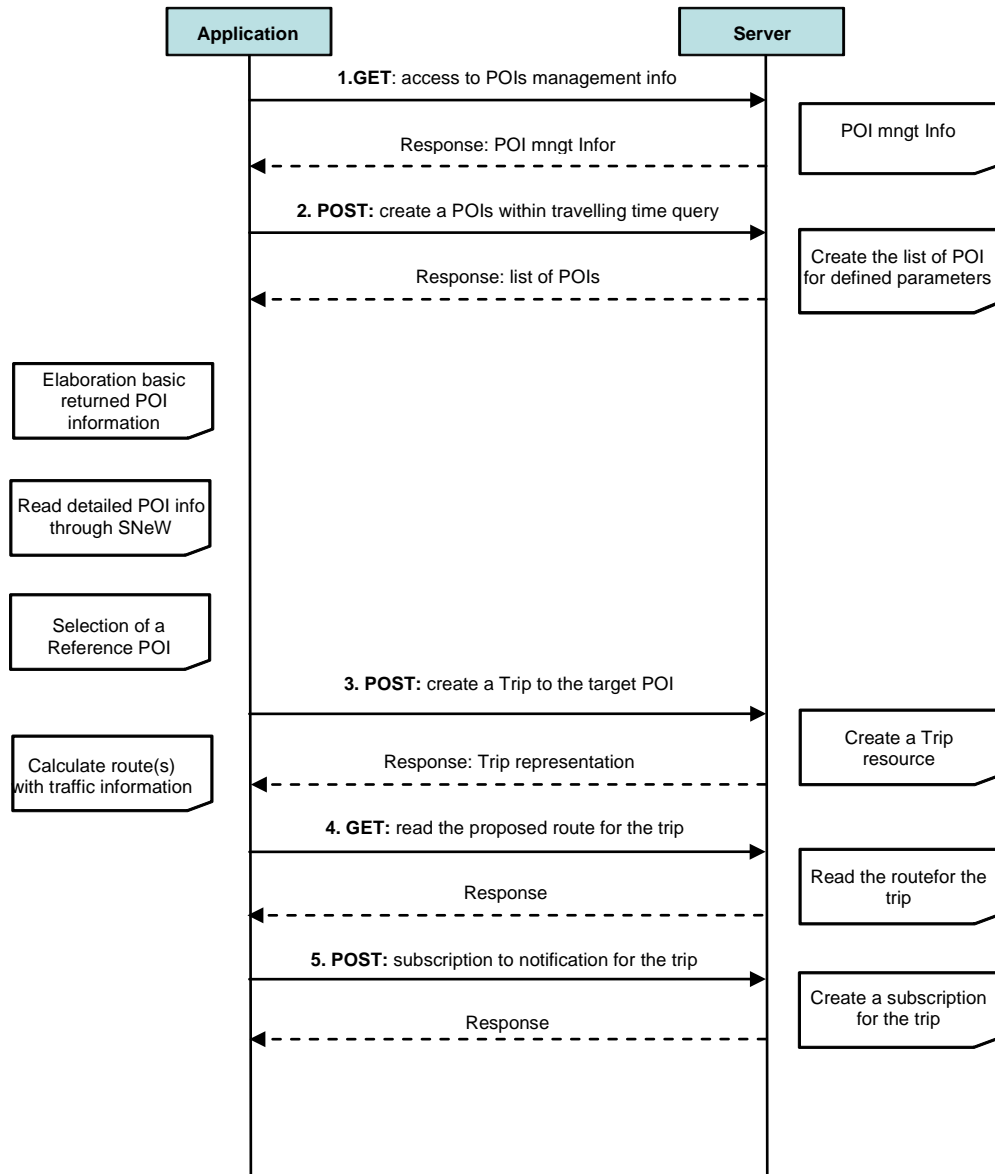 Application
Server
1.GET: access to POIs management info
POI mngt Info
Response: POI mngt Infor
2. POST: create a POIs within travelling time query
Create the list of POI
for defined parameters
Response: list of POIs
Elaboration basic
returned POI
information
Read detailed POI info
through SNeW
Selection of a
Reference POI
3. POST: create a Trip to the target POI
Create a Trip
resource
Response: Trip representation
Calculate route(s)
with traffic information
4. GET: read the proposed route for the trip
Read the routefor the
trip
Response
5. POST: subscription to notification for the trip
Create a subscription
for the trip
Response